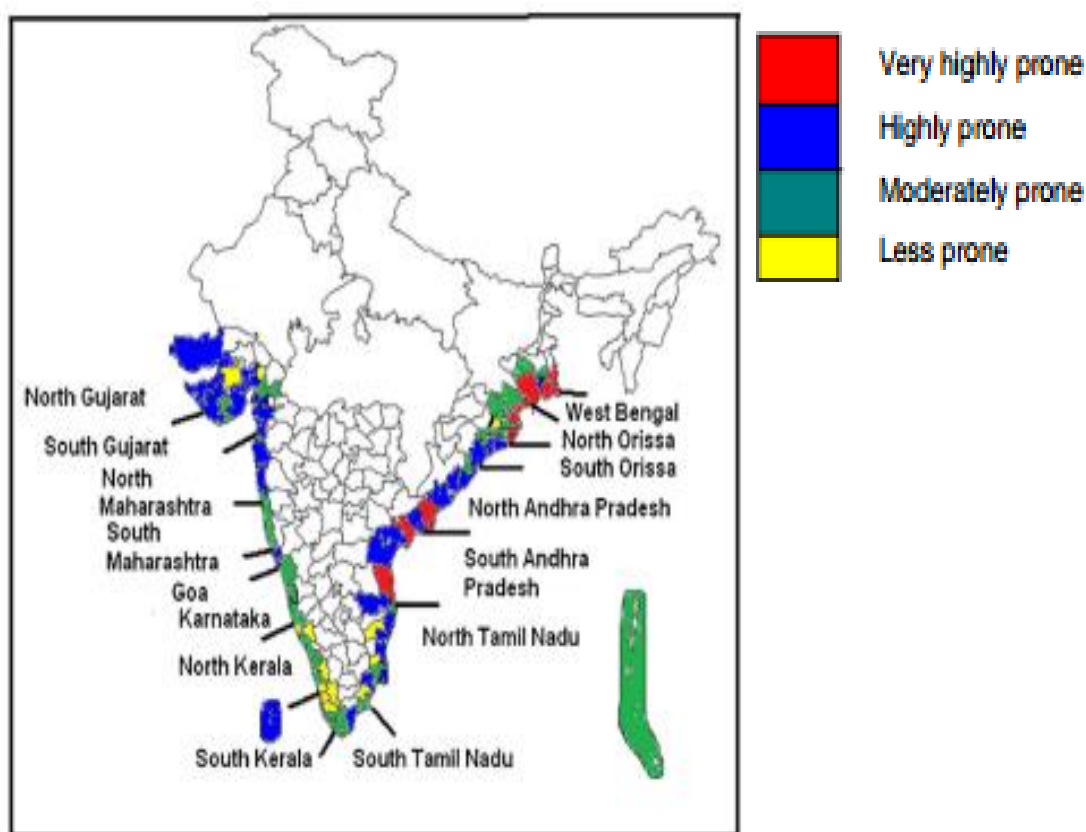 Very highly prone
Highly prone
Moderately prone
Less prone
North Gujarat
South Gujarat
North
Maharashtra
South
Maharashtra
Goa
Karnataka
North Kerala
South Kerala
South Tamil Nadu
West Bengal
North Orissa
South Orissa
North Andhra Pradesh
South Andhra
Pradesh
North Tamil Nadu